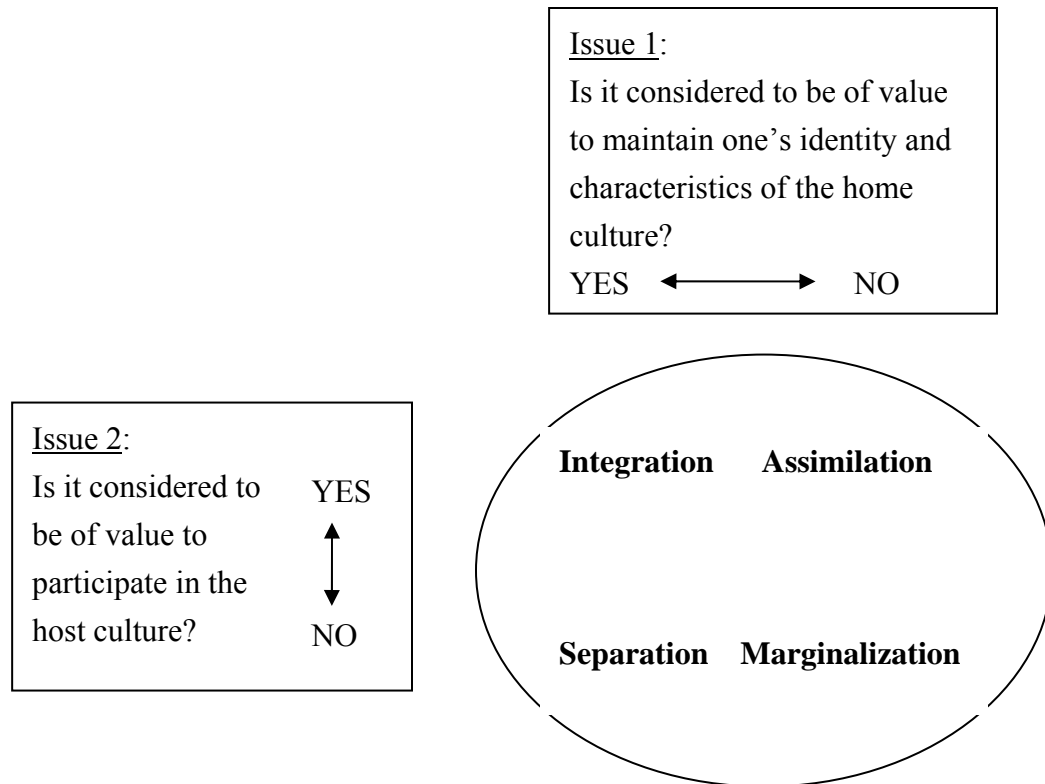 Issue 1:
Is it considered to be of value
to maintain one’s identity and
characteristics of the home
culture?
YES NO
Issue 2:
Is it considered to
be of value to
participate in the
host culture?
YES
NO
Integration Assimilation
Separation Marginalization